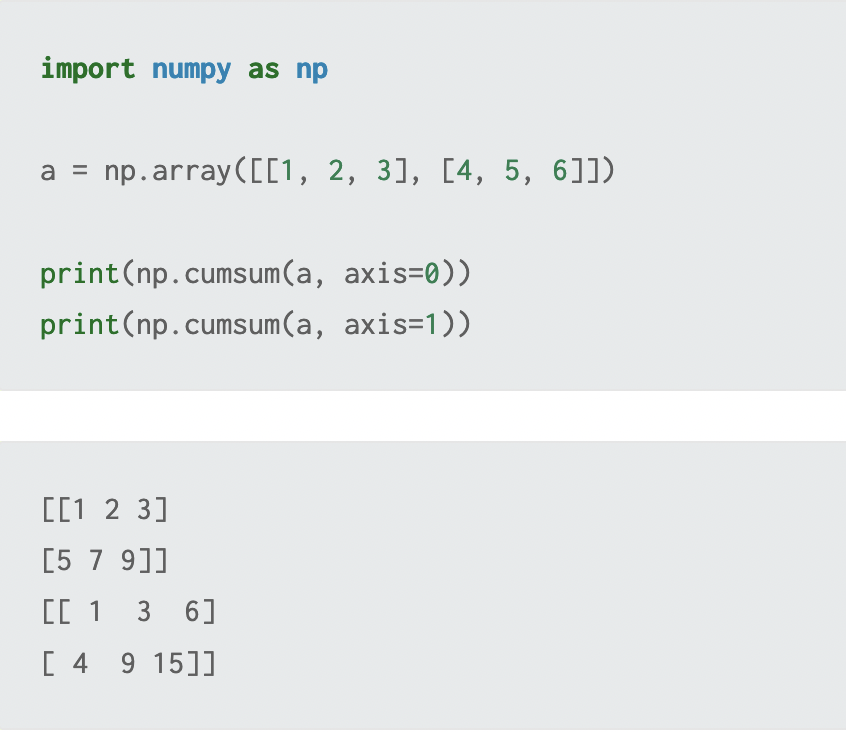 import numpy as np
a = np.array([[1, 2, 3], [4, 5, 6]])
print(np.cumsum(a, axis=0))
print(np.cumsum(a, axis=1))
[[1 2 3]
[5 7 9]]
[[ 1  3  6]
[ 4  9 15]]